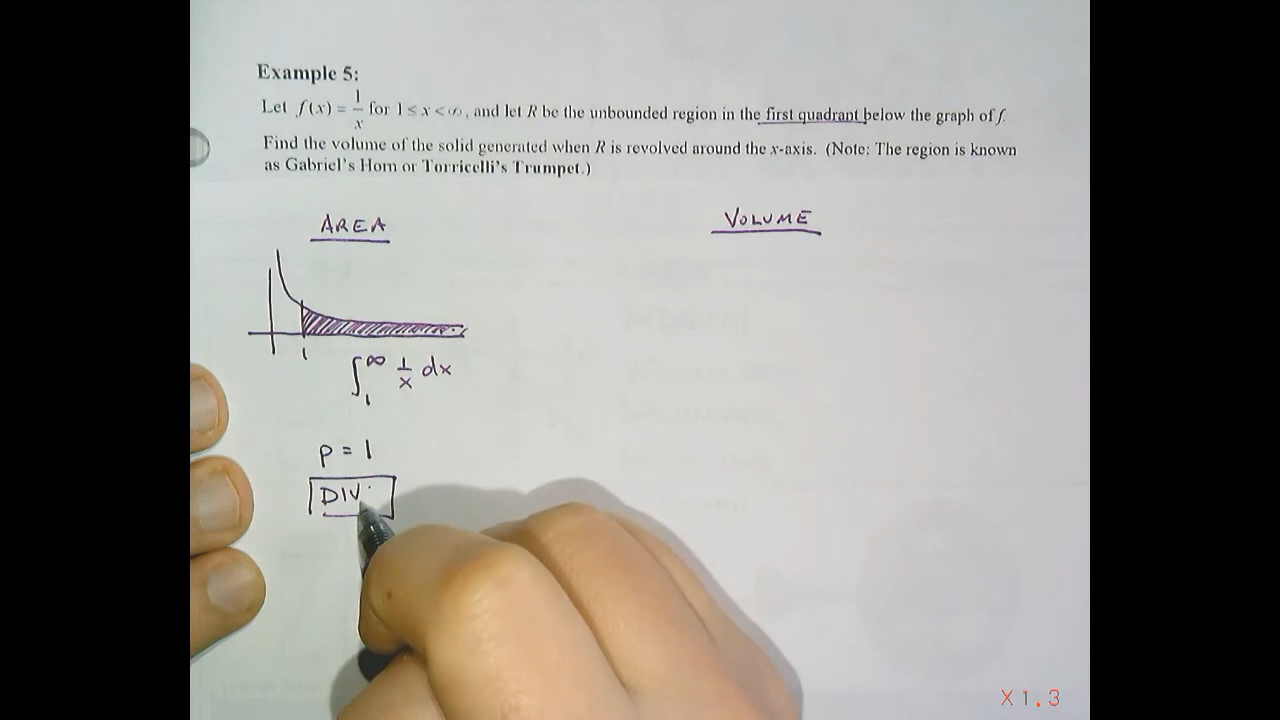 Example 5:
Let f(x) = 1/x for 1 ≤ x < ∞, and let R be the unbounded region in the first quadrant below the graph of f.
Find the volume of the solid generated when R is revolved around the x-axis. (Note: The region is known
as Gabriel's Horn or Torricelli's Trumpet.)
AREA
VOLUME
1
∫₁^∞ 1/x dx
p = 1
DIV.
X1.3